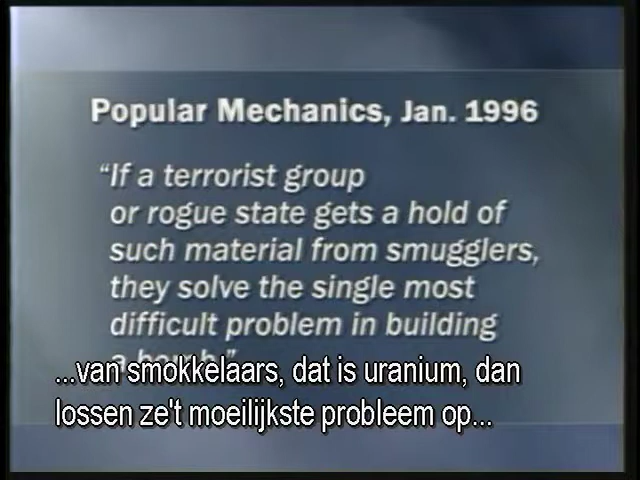 Popular Mechanics, Jan. 1996
“If a terrorist group
or rogue state gets a hold of
such material from smugglers,
they solve the single most
difficult problem in building
a bomb.”
...van smokkelaars, dat is uranium, dan
lossen ze't moeilijkste probleem op...